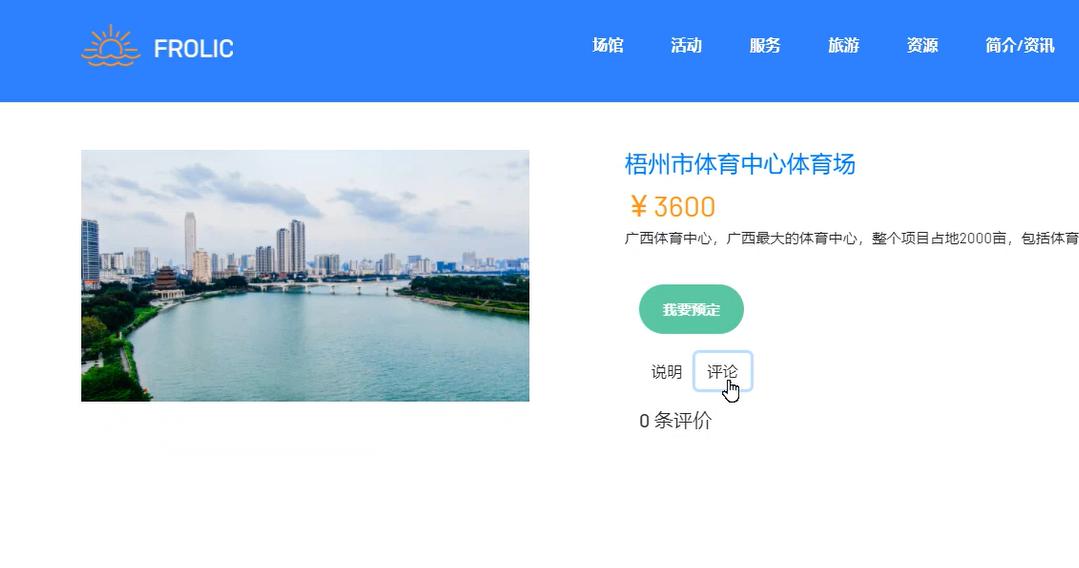 FROLIC
场馆 活动 服务 旅游 资源 简介/资讯
梧州市体育中心体育场
￥3600
广西体育中心，广西最大的体育中心，整个项目占地2000亩，包括体育
我要预定
说明 评论
0 条评价